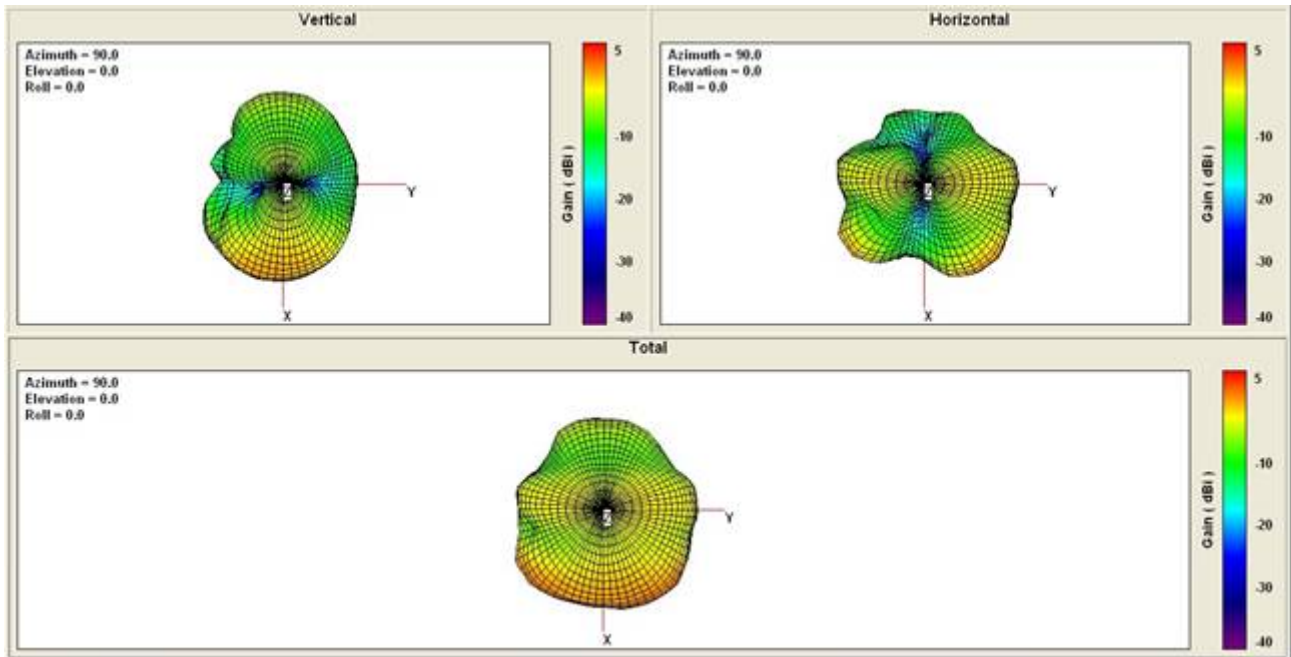 Vertical
Azimuth = 90.0
Elevation = 0.0
Roll = 0.0
Y
X
5
-10
-20
-30
-40
Gain ( dBi )
Horizontal
Azimuth = 90.0
Elevation = 0.0
Roll = 0.0
Y
X
5
-10
-20
-30
-40
Gain ( dBi )
Total
Azimuth = 90.0
Elevation = 0.0
Roll = 0.0
Y
X
5
-10
-20
-30
-40
Gain ( dBi )